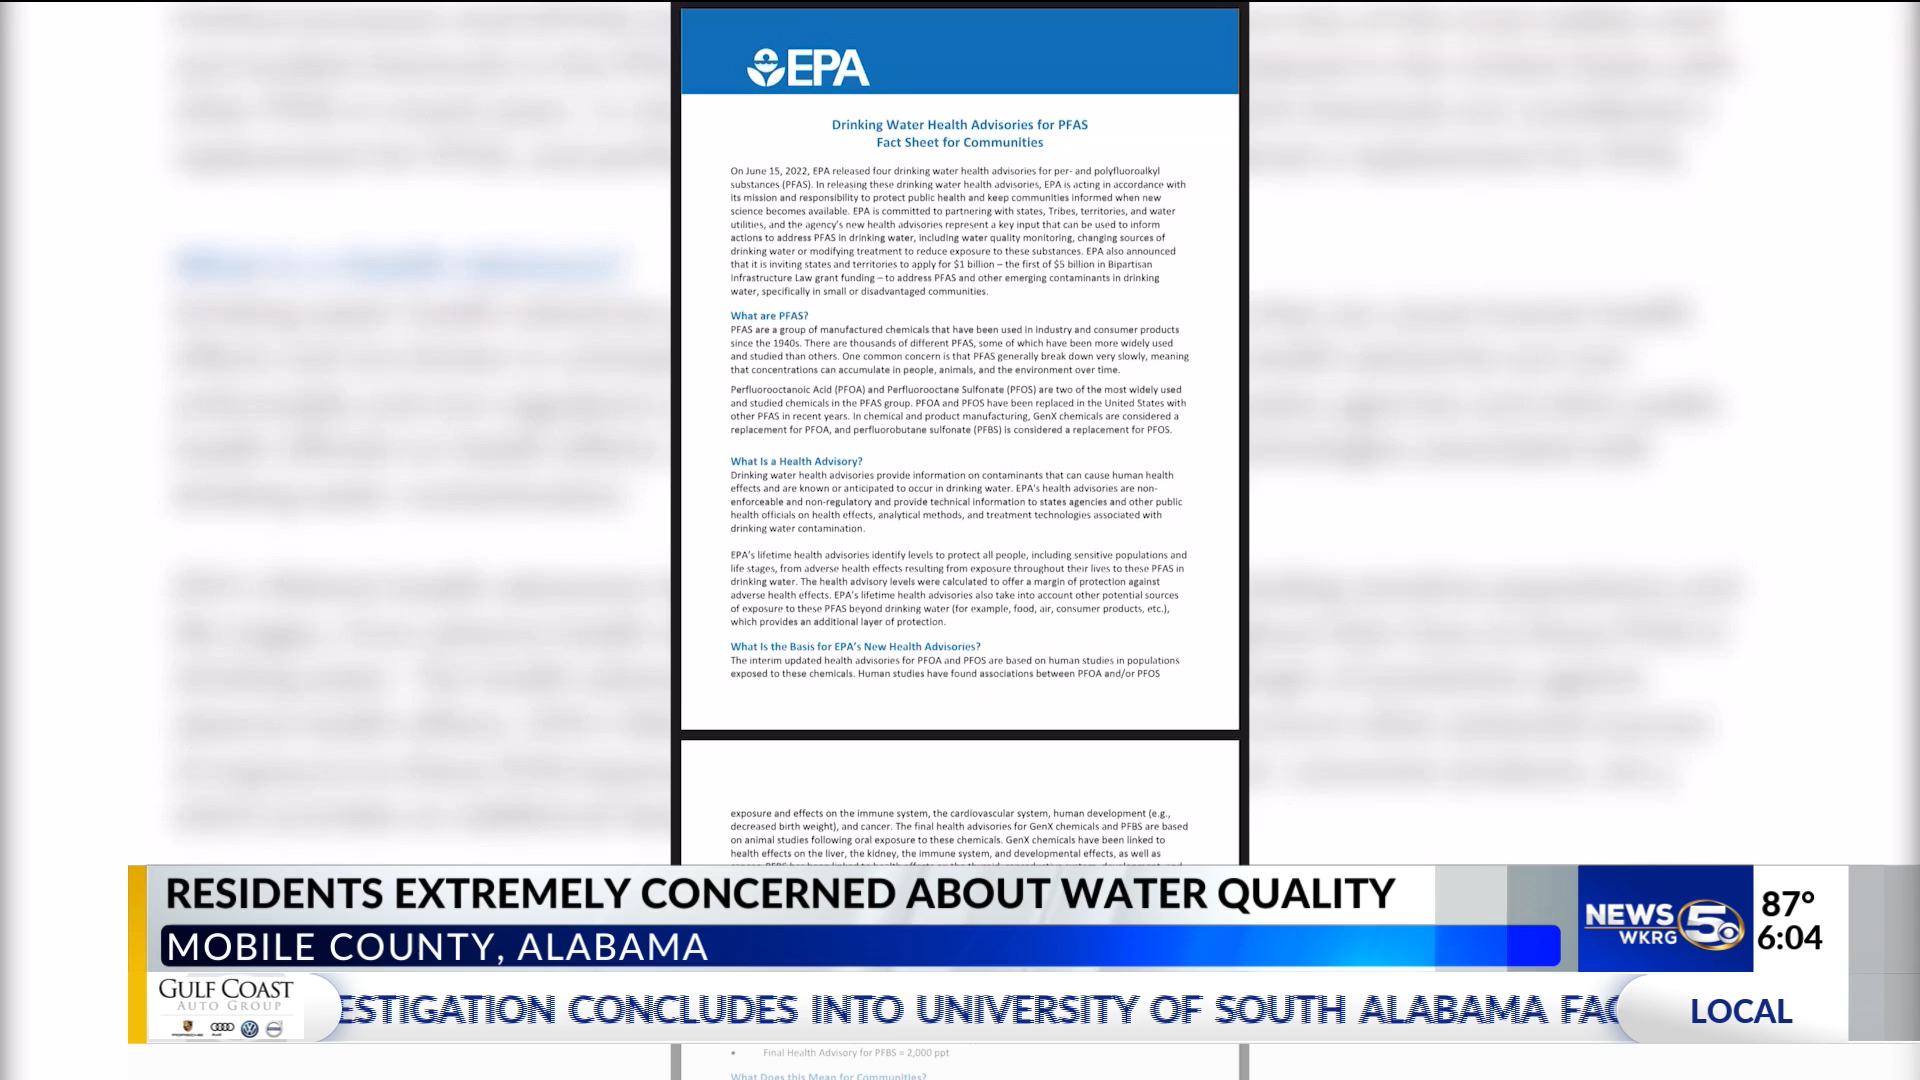 EPA
Drinking Water Health Advisories for PFAS
Fact Sheet for Communities
On June 15, 2022, EPA released four drinking water health advisories for per- and polyfluoroalkyl
substances (PFAS). In releasing these drinking water health advisories, EPA is acting in accordance with
its mission and responsibility to protect public health and keep communities informed when new
science becomes available. EPA is committed to partnering with states, Tribes, territories, and water
utilities, and the agency's new health advisories represent a key input that can be used to inform
actions to address PFAS in drinking water, including water quality monitoring, changing sources of
drinking water or modifying treatment to reduce exposure to these substances. EPA also announced
that it is inviting states and territories to apply for $1 billion – the first of $5 billion in Bipartisan
Infrastructure Law grant funding – to address PFAS and other emerging contaminants in drinking
water, specifically in small or disadvantaged communities.
What are PFAS?
PFAS are a group of manufactured chemicals that have been used in industry and consumer products
since the 1940s. There are thousands of different PFAS, some of which have been more widely used
and studied than others. One common concern is that PFAS generally break down very slowly, meaning
that concentrations can accumulate in people, animals, and the environment over time.
Perfluorooctanoic Acid (PFOA) and Perfluorooctane Sulfonate (PFOS) are two of the most widely used
and studied chemicals in the PFAS group. PFOA and PFOS have been replaced in the United States with
other PFAS in recent years. In chemical and product manufacturing, GenX chemicals are considered a
replacement for PFOA, and perfluorobutane sulfonate (PFBS) is considered a replacement for PFOS.
What Is a Health Advisory?
Drinking water health advisories provide information on contaminants that can cause human health
effects and are known or anticipated to occur in drinking water. EPA's health advisories are non-
enforceable and non-regulatory and provide technical information to states agencies and other public
health officials on health effects, analytical methods, and treatment technologies associated with
drinking water contamination.
EPA's lifetime health advisories identify levels to protect all people, including sensitive populations and
life stages, from adverse health effects resulting from exposure throughout their lives to these PFAS in
drinking water. The health advisory levels were calculated to offer a margin of protection against
adverse health effects. EPA's lifetime health advisories also take into account other potential sources
of exposure to these PFAS beyond drinking water (for example, food, air, consumer products, etc.),
which provides an additional layer of protection.
What Is the Basis for EPA's New Health Advisories?
The interim updated health advisories for PFOA and PFOS are based on human studies in populations
exposed to these chemicals. Human studies have found associations between PFOA and/or PFOS
exposure and effects on the immune system, the cardiovascular system, human development (e.g.,
decreased birth weight), and cancer. The final health advisories for GenX chemicals and PFBS are based
on animal studies following oral exposure to these chemicals. GenX chemicals have been linked to
health effects on the liver, the kidney, the immune system, and developmental effects, as well as
RESIDENTS EXTREMELY CONCERNED ABOUT WATER QUALITY
MOBILE COUNTY, ALABAMA
NEWS 5
WKRG
87°
6:04
GULF COAST
AUTO GROUP
ESTIGATION CONCLUDES INTO UNIVERSITY OF SOUTH ALABAMA FAC
LOCAL
• Final Health Advisory for PFBS = 2,000 ppt
What Does this Mean for Communities?